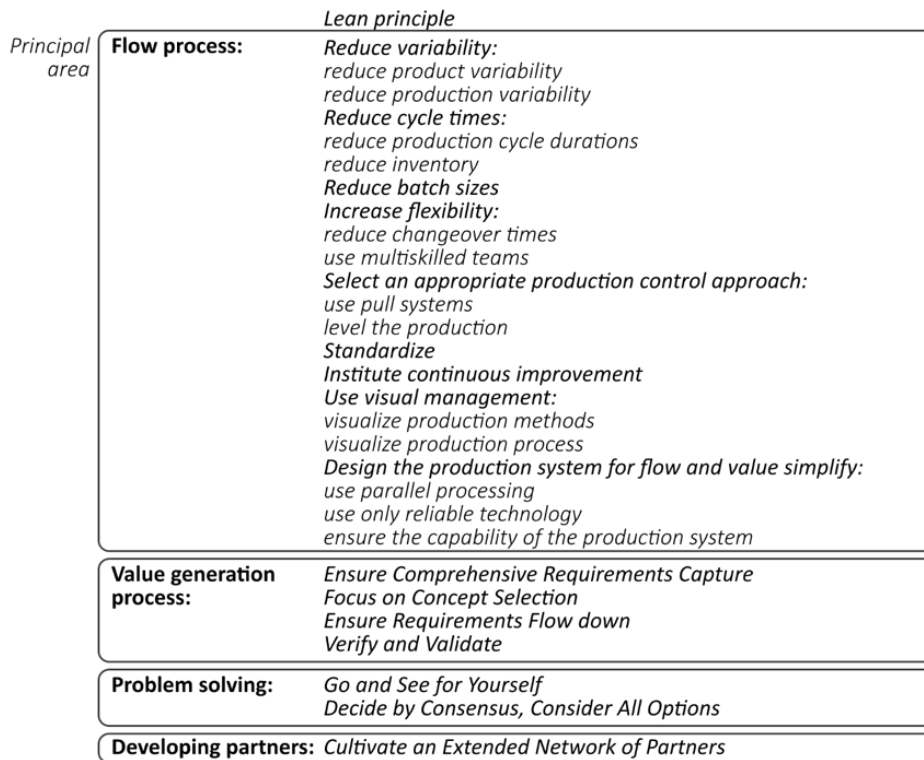 Lean principle
Principal area
Flow process:
Reduce variability:
reduce product variability
reduce production variability
Reduce cycle times:
reduce production cycle durations
reduce inventory
Reduce batch sizes
Increase flexibility:
reduce changeover times
use multiskilled teams
Select an appropriate production control approach:
use pull systems
level the production
Standardize
Institute continuous improvement
Use visual management:
visualize production methods
visualize production process
Design the production system for flow and value simplify:
use parallel processing
use only reliable technology
ensure the capability of the production system
Value generation process:
Ensure Comprehensive Requirements Capture
Focus on Concept Selection
Ensure Requirements Flow down
Verify and Validate
Problem solving:
Go and See for Yourself
Decide by Consensus, Consider All Options
Developing partners: Cultivate an Extended Network of Partners